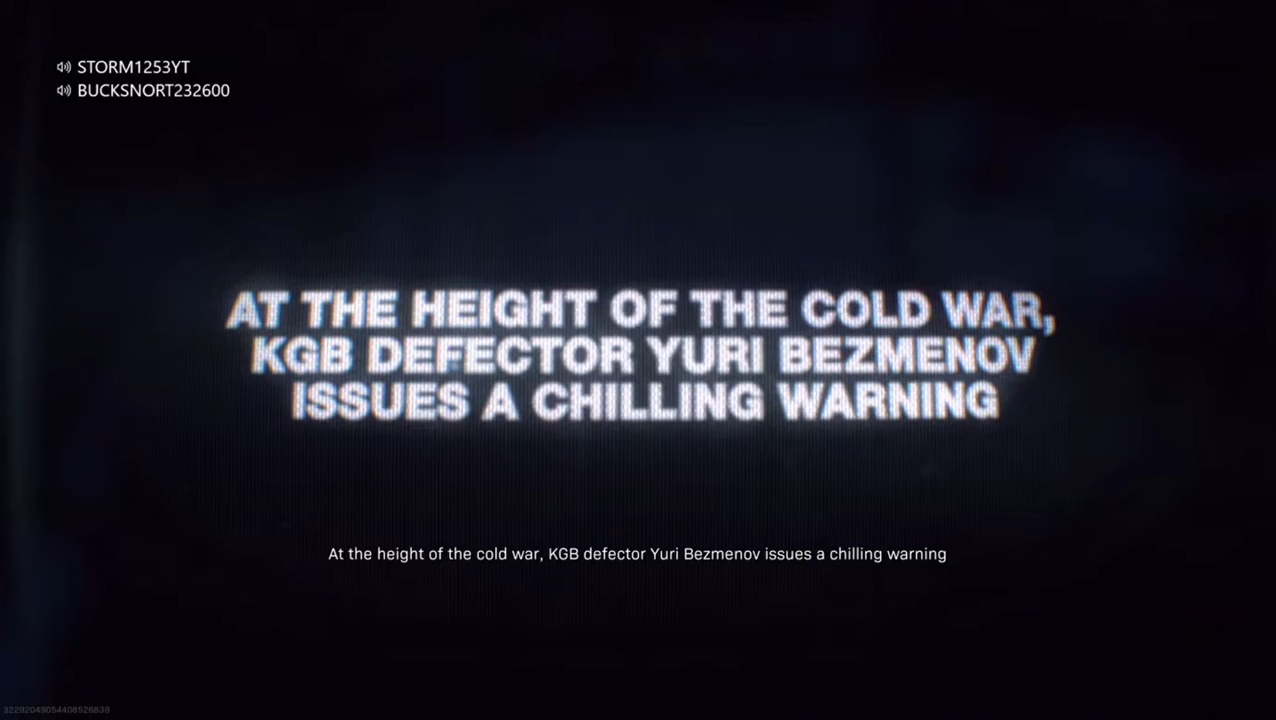 STORM1253YT
BUCKSNORT232600
AT THE HEIGHT OF THE COLD WAR,
KGB DEFECTOR YURI BEZMENOV
ISSUES A CHILLING WARNING
At the height of the cold war, KGB defector Yuri Bezmenov issues a chilling warning